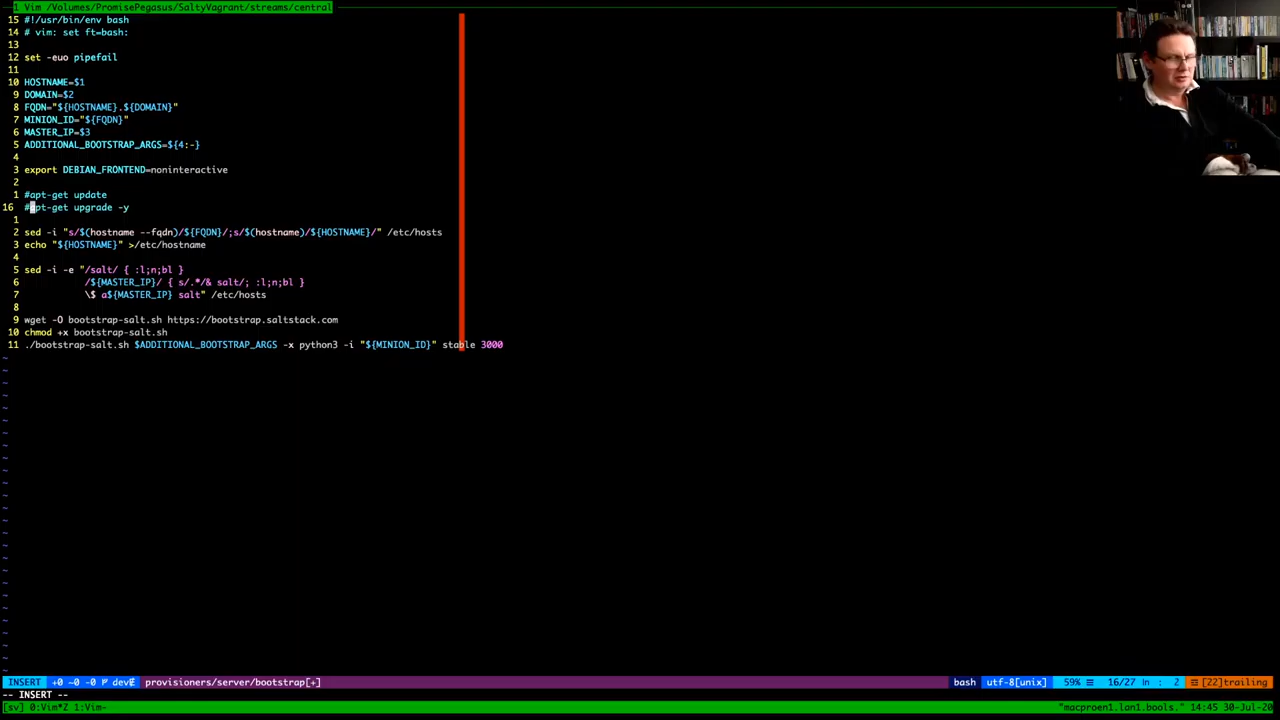 1 Vim /Volumes/PromisePegasus/SaltyVagrant/streams/central
15 #!/usr/bin/env bash
14 # vim: set ft=bash:
13
12 set -euo pipefail
11
10 HOSTNAME=$1
9 DOMAIN=$2
8 FQDN="${HOSTNAME}.${DOMAIN}"
7 MINION_ID="${FQDN}"
6 MASTER_IP=$3
5 ADDITIONAL_BOOTSTRAP_ARGS=${4:-}
4
3 export DEBIAN_FRONTEND=noninteractive
2
1 #apt-get update
16 #apt-get upgrade -y
1
2 sed -i "s/$(hostname --fqdn)/${FQDN}/;s/$(hostname)/${HOSTNAME}/" /etc/hosts
3 echo "${HOSTNAME}" >/etc/hostname
4
5 sed -i -e "/salt/ { :l;n;bl }
6 /${MASTER_IP}/ { s/.*/& salt/; :l;n;bl }
7 \$ a${MASTER_IP} salt" /etc/hosts
8
9 wget -O bootstrap-salt.sh https://bootstrap.saltstack.com
10 chmod +x bootstrap-salt.sh
11 ./bootstrap-salt.sh $ADDITIONAL_BOOTSTRAP_ARGS -x python3 -i "${MINION_ID}" stable 3000
INSERT +0 ~0 -0 dev provisioners/server/bootstrap[+] bash utf-8[unix] 59% 16/27 ln : 2 [22]trailing
-- INSERT --
[sv] 0:Vim*Z 1:Vim- "macproen1.lan1.bools." 14:45 30-Jul-20